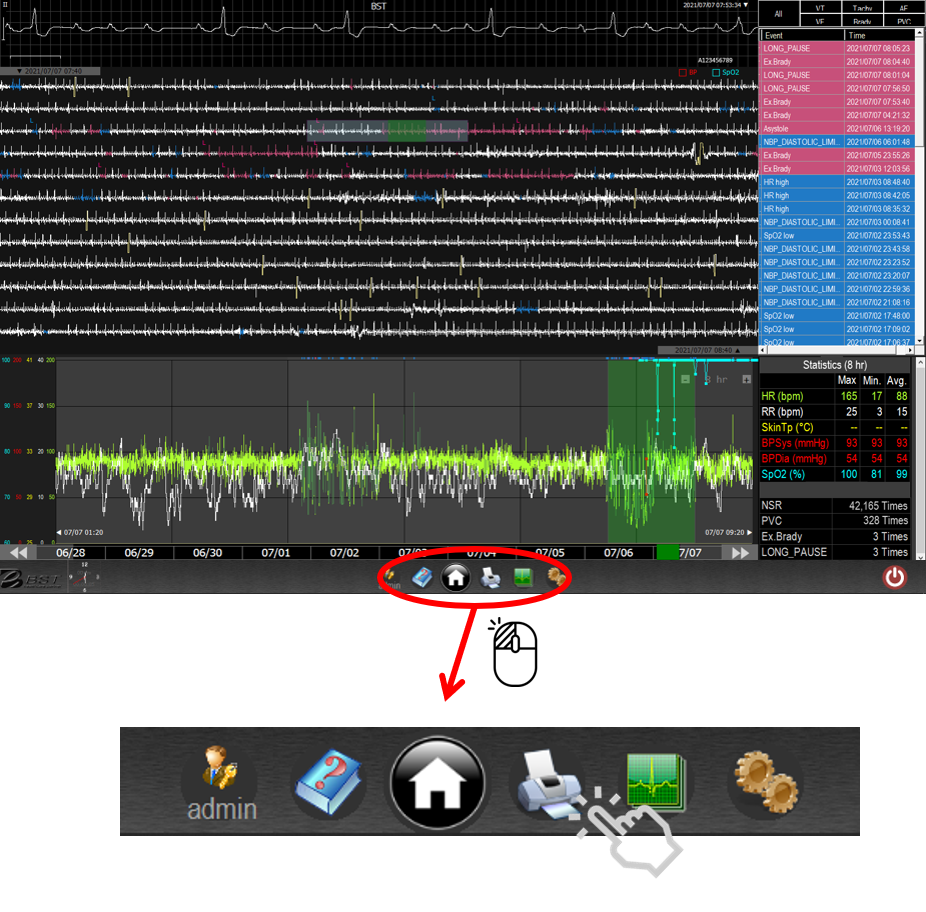 II
BST
2021/07/07 07:53:34 ▼
A123456789
▼ 2021/07/07 07:40
BP
SpO2
2021/07/07 08:40 ▲
All
VT
Tachy
AF
VF
Brady
PVC
Event Time
LONG_PAUSE 2021/07/07 08:05:23
Ex.Brady 2021/07/07 08:04:40
LONG_PAUSE 2021/07/07 08:01:04
LONG_PAUSE 2021/07/07 07:56:50
Ex.Brady 2021/07/07 07:53:40
Ex.Brady 2021/07/07 04:21:32
Asystole 2021/07/06 13:19:20
NBP_DIASTOLIC_LIMI... 2021/07/06 06:01:48
Ex.Brady 2021/07/05 23:55:26
Ex.Brady 2021/07/03 12:03:56
HR high 2021/07/03 08:48:40
HR high 2021/07/03 08:42:05
HR high 2021/07/03 08:35:32
NBP_DIASTOLIC_LIMI... 2021/07/03 00:08:41
SpO2 low 2021/07/02 23:53:43
NBP_DIASTOLIC_LIMI... 2021/07/02 23:43:58
NBP_DIASTOLIC_LIMI... 2021/07/02 23:23:52
NBP_DIASTOLIC_LIMI... 2021/07/02 23:20:07
NBP_DIASTOLIC_LIMI... 2021/07/02 22:59:36
NBP_DIASTOLIC_LIMI... 2021/07/02 21:08:16
SpO2 low 2021/07/02 17:48:00
SpO2 low 2021/07/02 17:09:02
SpO2 low 2021/07/02 17:06:37
100 200 41 40 200
90 150 37 30 150
80 100 33 20 100
70 50 29 10 50
hr
07/07 01:20
07/07 09:20
06/28 06/29 06/30 07/01 07/02 07/03 07/04 07/05 07/06 7/07
Statistics (8 hr)
Max Min. Avg.
HR (bpm) 165 17 88
RR (bpm) 25 3 15
SkinTp (°C) -- -- --
BPSys (mmHg) 93 93 93
BPDia (mmHg) 54 54 54
SpO2 (%) 100 81 99
NSR 42,165 Times
PVC 328 Times
Ex.Brady 3 Times
LONG_PAUSE 3 Times
BST
12
9 3
6
admin